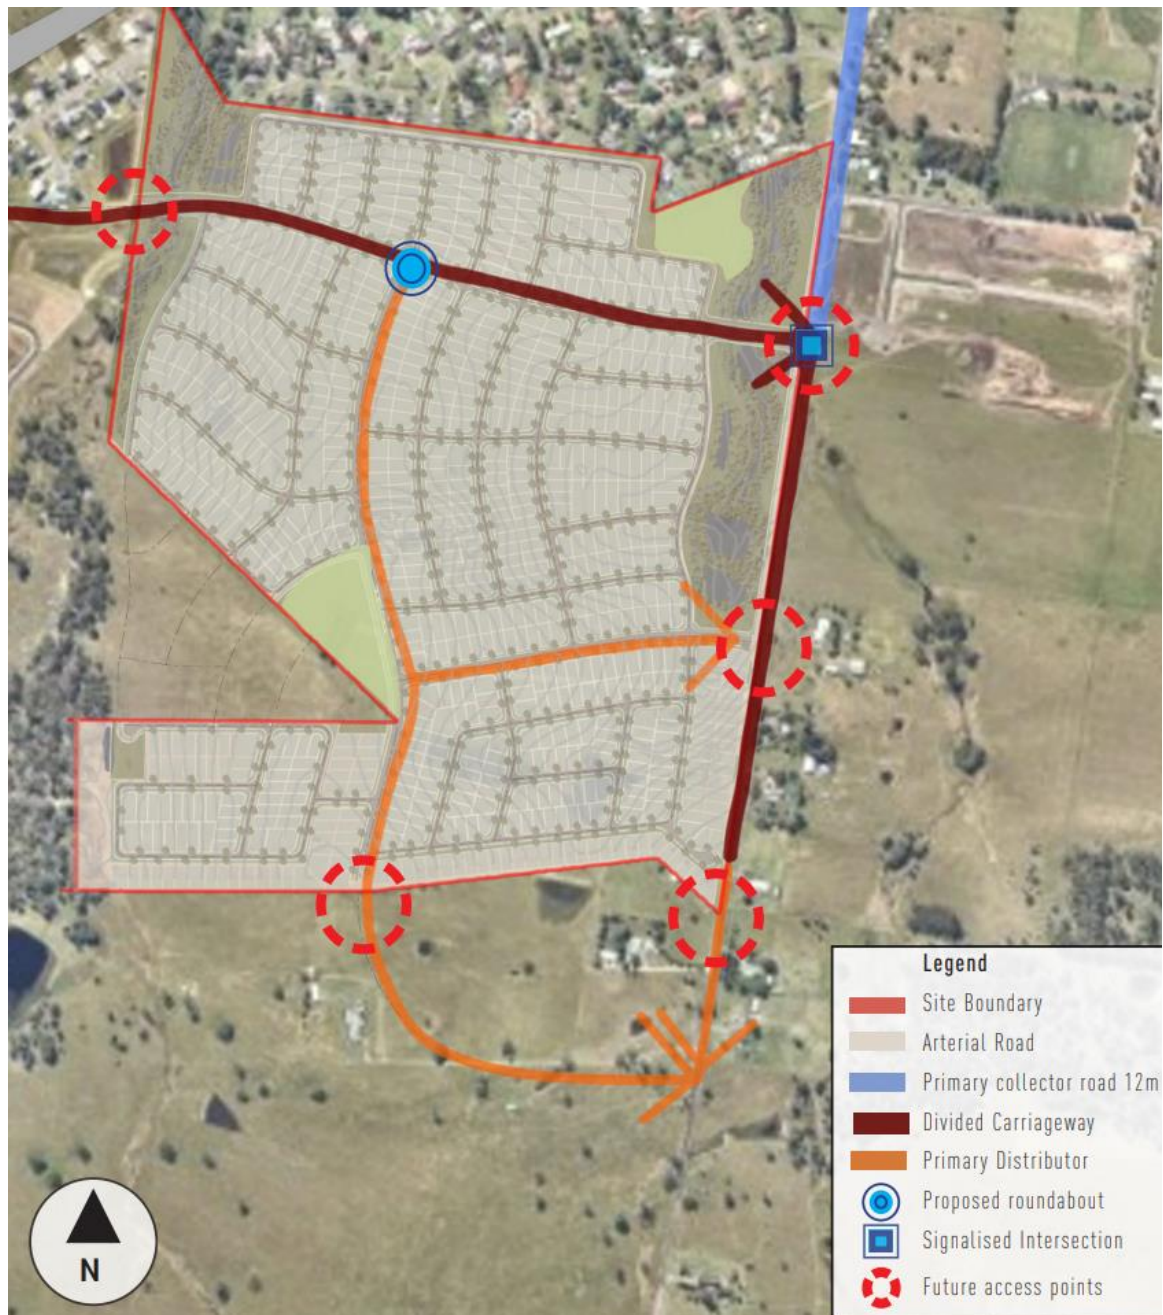 Legend
Site Boundary
Arterial Road
Primary collector road 12m
Divided Carriageway
Primary Distributor
Proposed roundabout
Signalised Intersection
Future access points
N